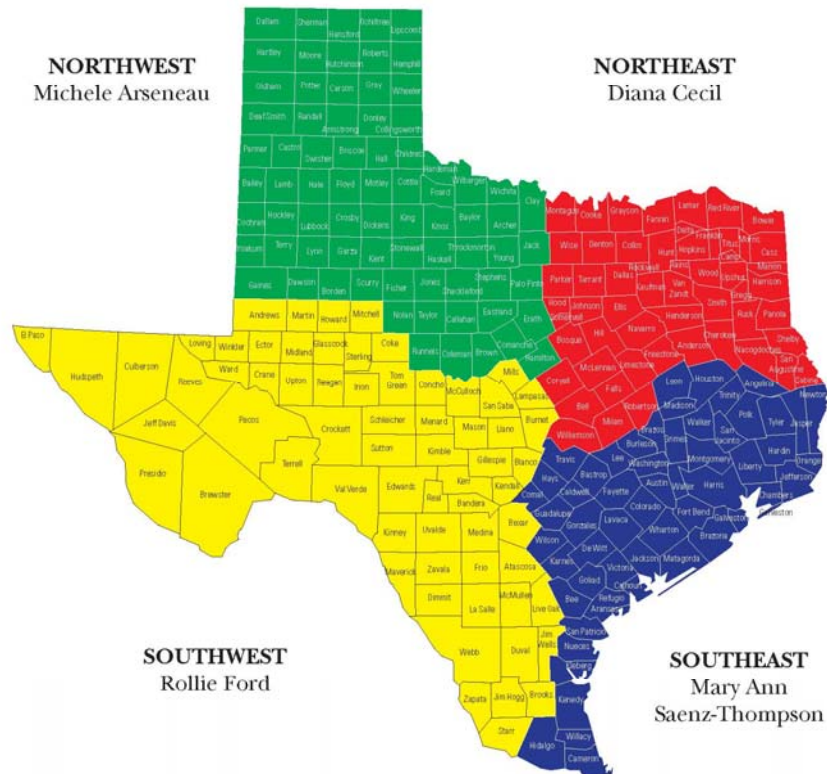 NORTHWEST
Michele Arseneau
NORTHEAST
Diana Cecil
Dallam Sherman Hansford Ochiltree Lipscomb
Hartley Moore Hutchinson Roberts Hemphill
Oldham Potter Carson Gray Wheeler
Deaf Smith Randall Armstrong Donley Collingsworth
Parmer Castro Swisher Briscoe Hall Childress
Hardeman
Bailey Lamb Hale Floyd Motley Cottle Foard Wilbarger Wichita Clay
Cochran Hockley Lubbock Crosby Dickens King Knox Baylor Archer Jack
Terry Lynn Garza Kent Stonewall Haskell Throckmorton Young
Gaines Dawson Borden Scurry Fisher Jones Shackleford Stephens Palo Pinto
Nolan Taylor Callahan Eastland Erath
Runnels Coleman Brown Comanche Hamilton
Montague Cooke Grayson Fannin Lamar Red River Bowie
Wise Denton Collin Hunt Delta Hopkins Franklin Titus Morris Cass
Camp Marion
Parker Tarrant Dallas Rockwall Rains Wood Upshur Harrison
Kaufman Van Zandt Gregg
Hood Johnson Ellis Smith Rusk Panola
Somervell Henderson
Bosque Hill Navarro Anderson Cherokee Shelby
Nacogdoches San Augustine
McLennan Limestone Freestone
Coryell Falls
Bell Robertson
Williamson Milam
Andrews Martin Howard Mitchell
El Paso Loving Winkler Ector Midland Glasscock Sterling Coke
Hudspeth Culberson Reeves Ward Crane Upton Reagan Irion Tom Green Concho McCulloch Mills
San Saba Lampasas
Jeff Davis Pecos Crockett Schleicher Menard Mason Llano Burnet
Sutton Kimble Gillespie Blanco
Presidio Brewster Terrell Val Verde Edwards Kerr Kendall
Real Bandera
Kinney Uvalde Medina Bexar
Maverick Zavala Frio Atascosa
Dimmit La Salle McMullen Live Oak
Webb Duval Jim Wells
Zapata Jim Hogg Brooks
Starr
Leon Houston Angelina Newton
Madison Trinity
Walker Polk Tyler Jasper
Brazos Grimes San Jacinto Hardin
Burleson Montgomery Liberty Orange
Travis Lee Washington Jefferson
Hays Bastrop Austin Waller Harris Chambers
Comal Caldwell Fayette Colorado Fort Bend Galveston Galveston
Guadalupe Gonzales Lavaca Wharton Brazoria
Wilson De Witt Jackson Matagorda
Karnes Victoria
Goliad Calhoun
Bee Refugio
Aransas
San Patricio
Nueces
Kleberg
Kenedy
Willacy
Hidalgo Cameron
SOUTHWEST
Rollie Ford
SOUTHEAST
Mary Ann
Saenz-Thompson